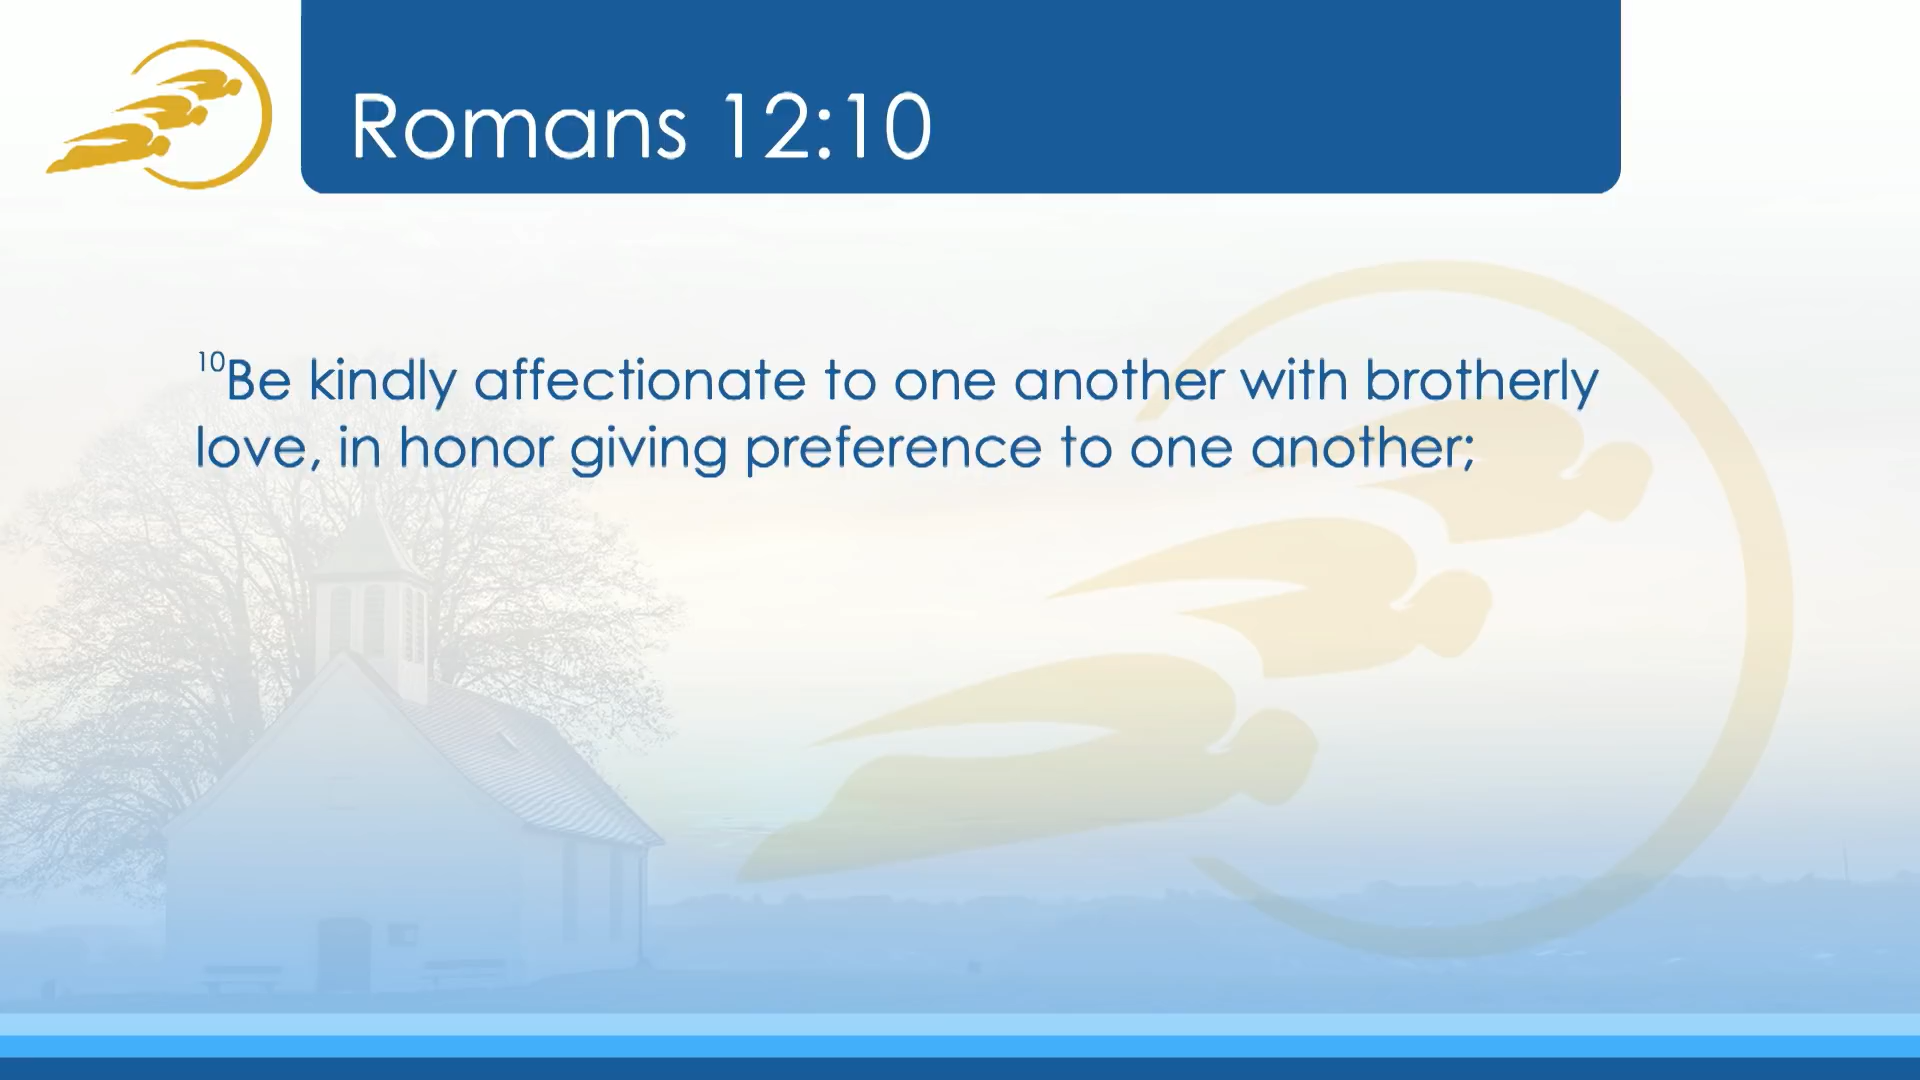 Romans 12:10
10Be kindly affectionate to one another with brotherly
love, in honor giving preference to one another;